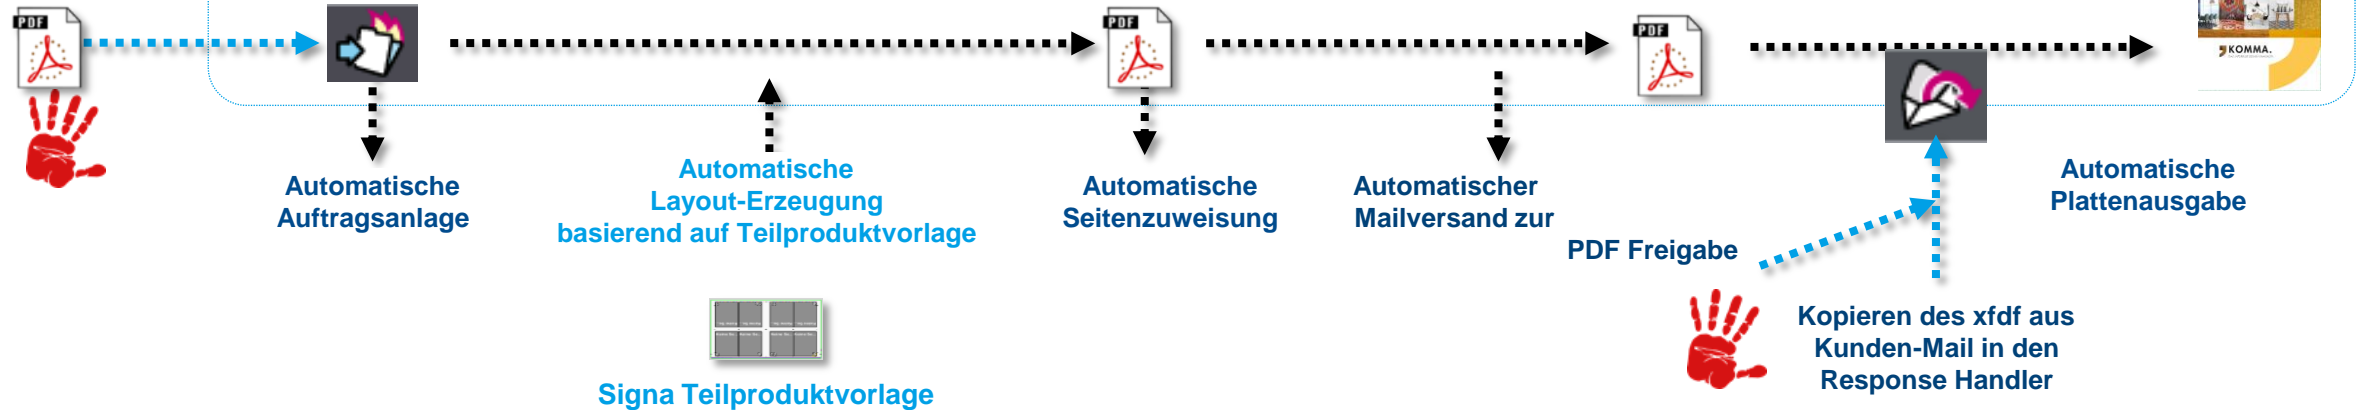 PDF
PDF
PDF
KOMMA.
Automatische
Auftragsanlage
Automatische
Layout-Erzeugung
basierend auf Teilproduktvorlage
Automatische
Seitenzuweisung
Automatischer
Mailversand zur
PDF Freigabe
Automatische
Plattenausgabe
Kopieren des xfdf aus
Kunden-Mail in den
Response Handler
Signa Teilproduktvorlage